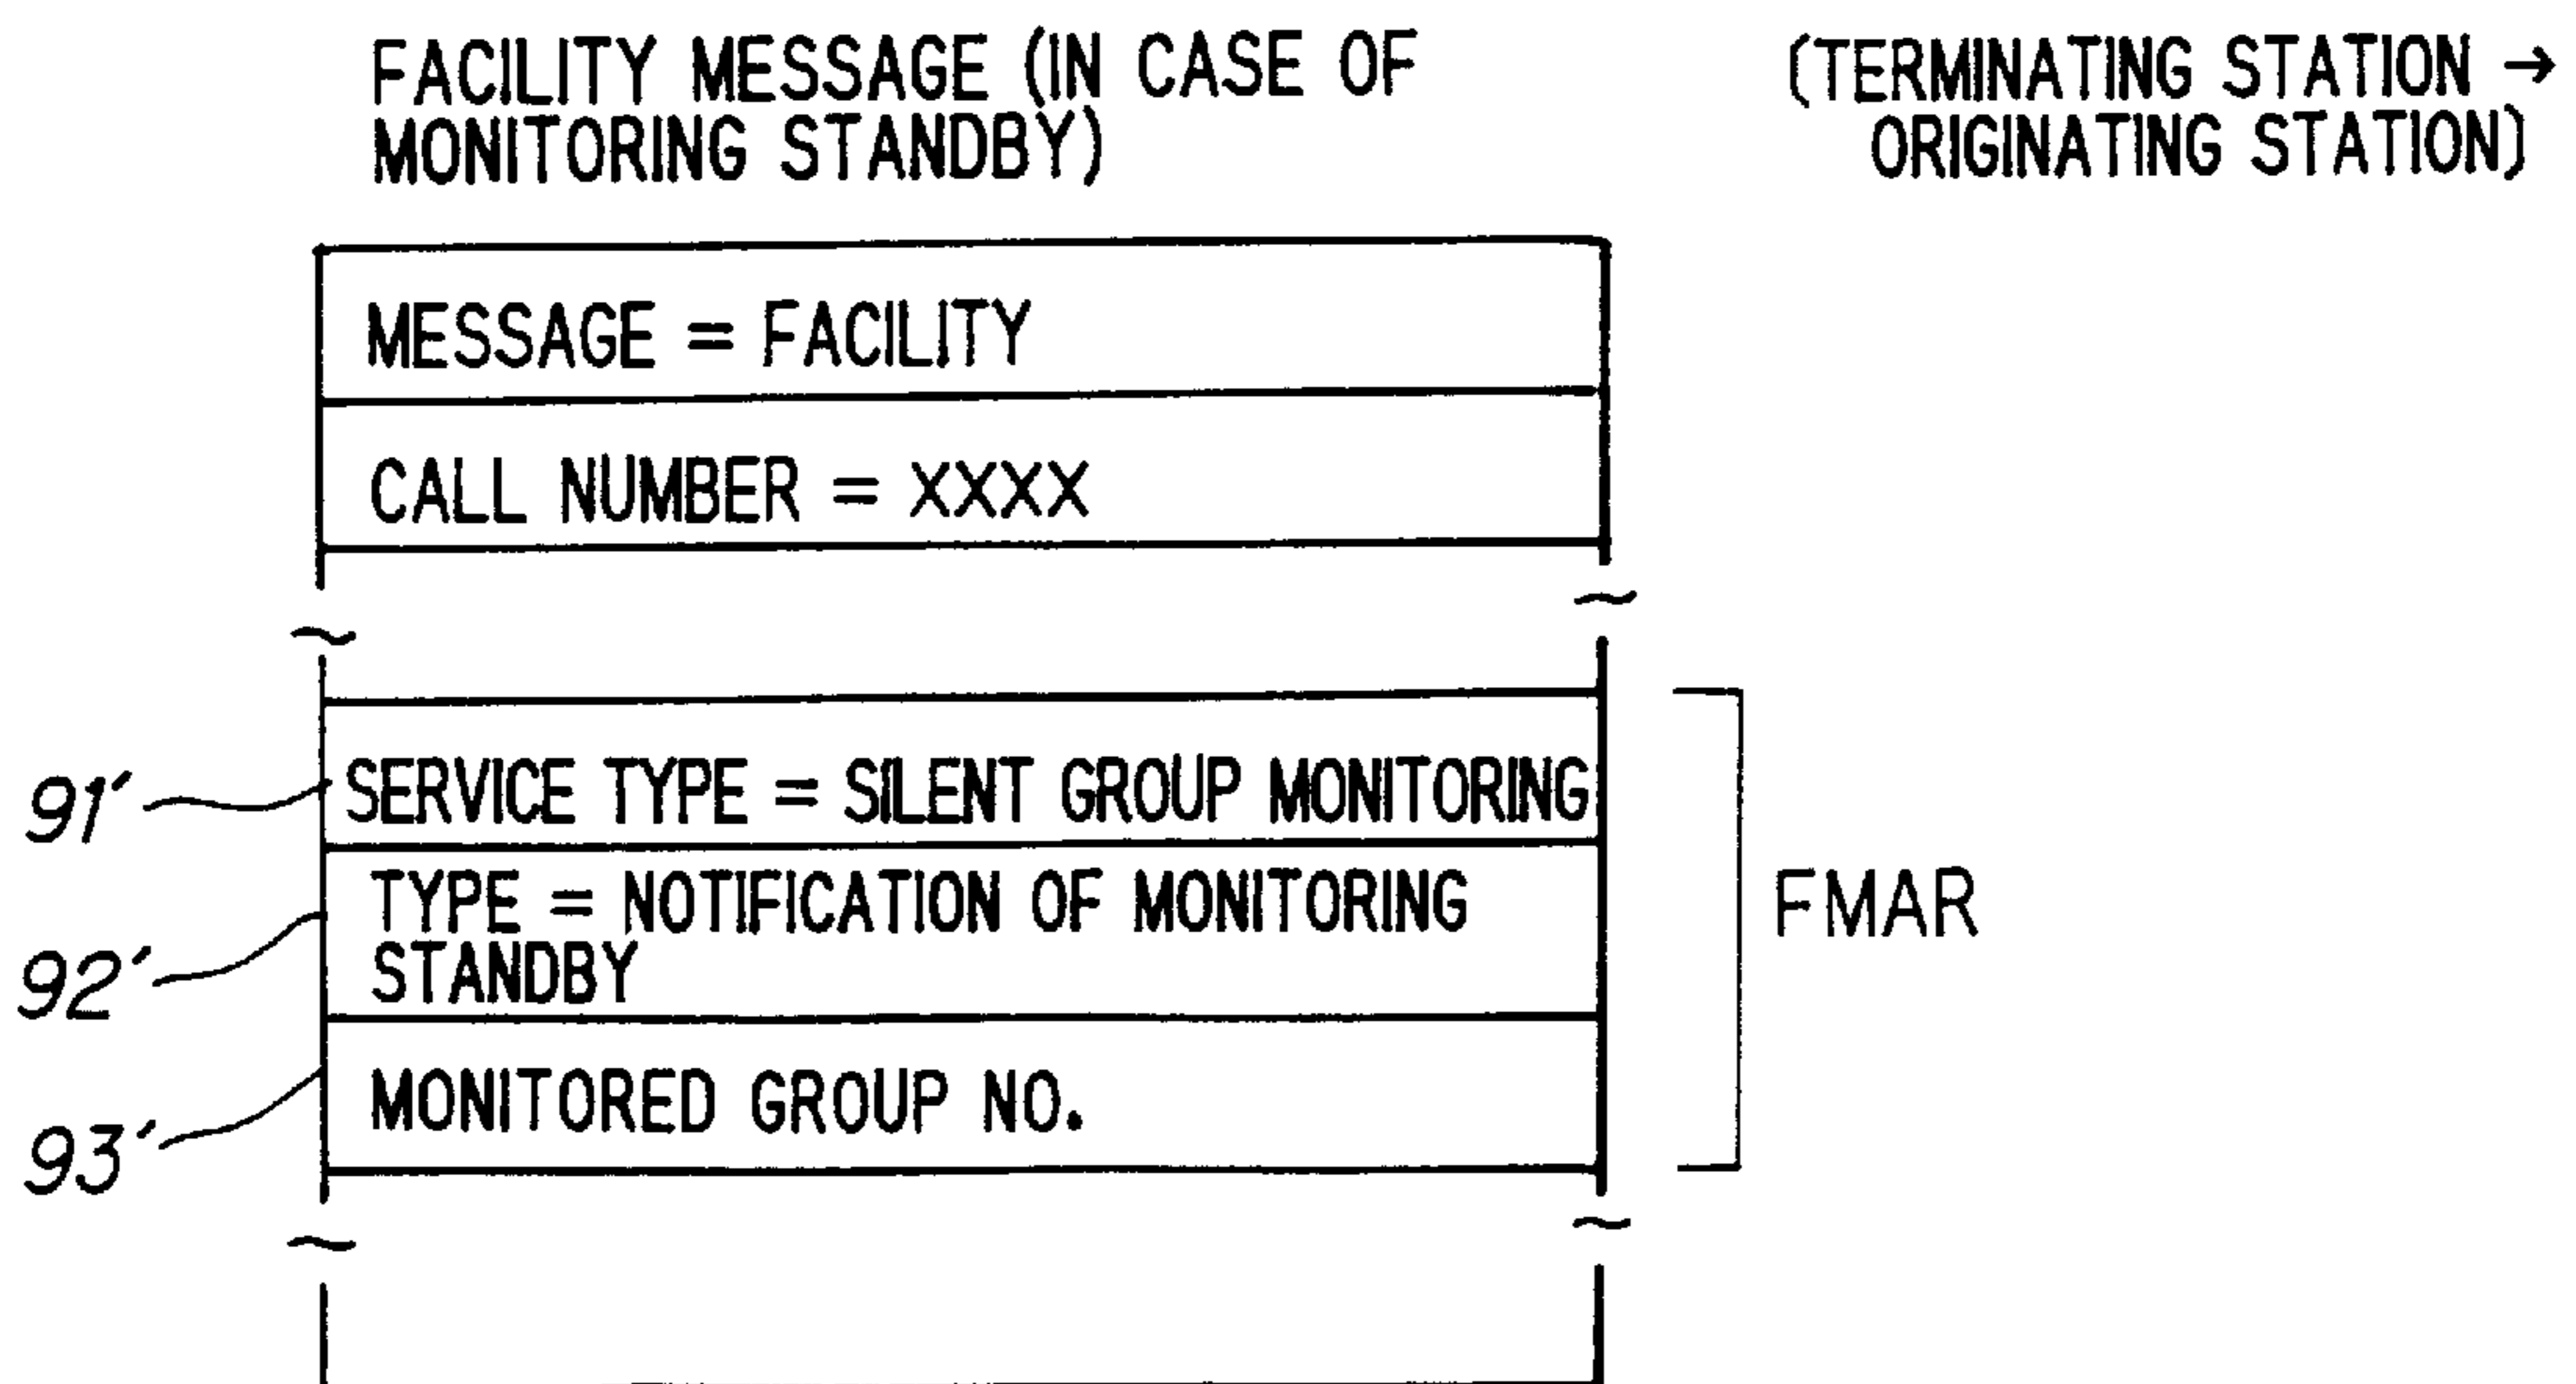 FACILITY MESSAGE (IN CASE OF
MONITORING STANDBY)
(TERMINATING STATION →
ORIGINATING STATION)
MESSAGE = FACILITY
CALL NUMBER = XXXX
91′
SERVICE TYPE = SILENT GROUP MONITORING
92′
TYPE = NOTIFICATION OF MONITORING
STANDBY
93′
MONITORED GROUP NO.
FMAR